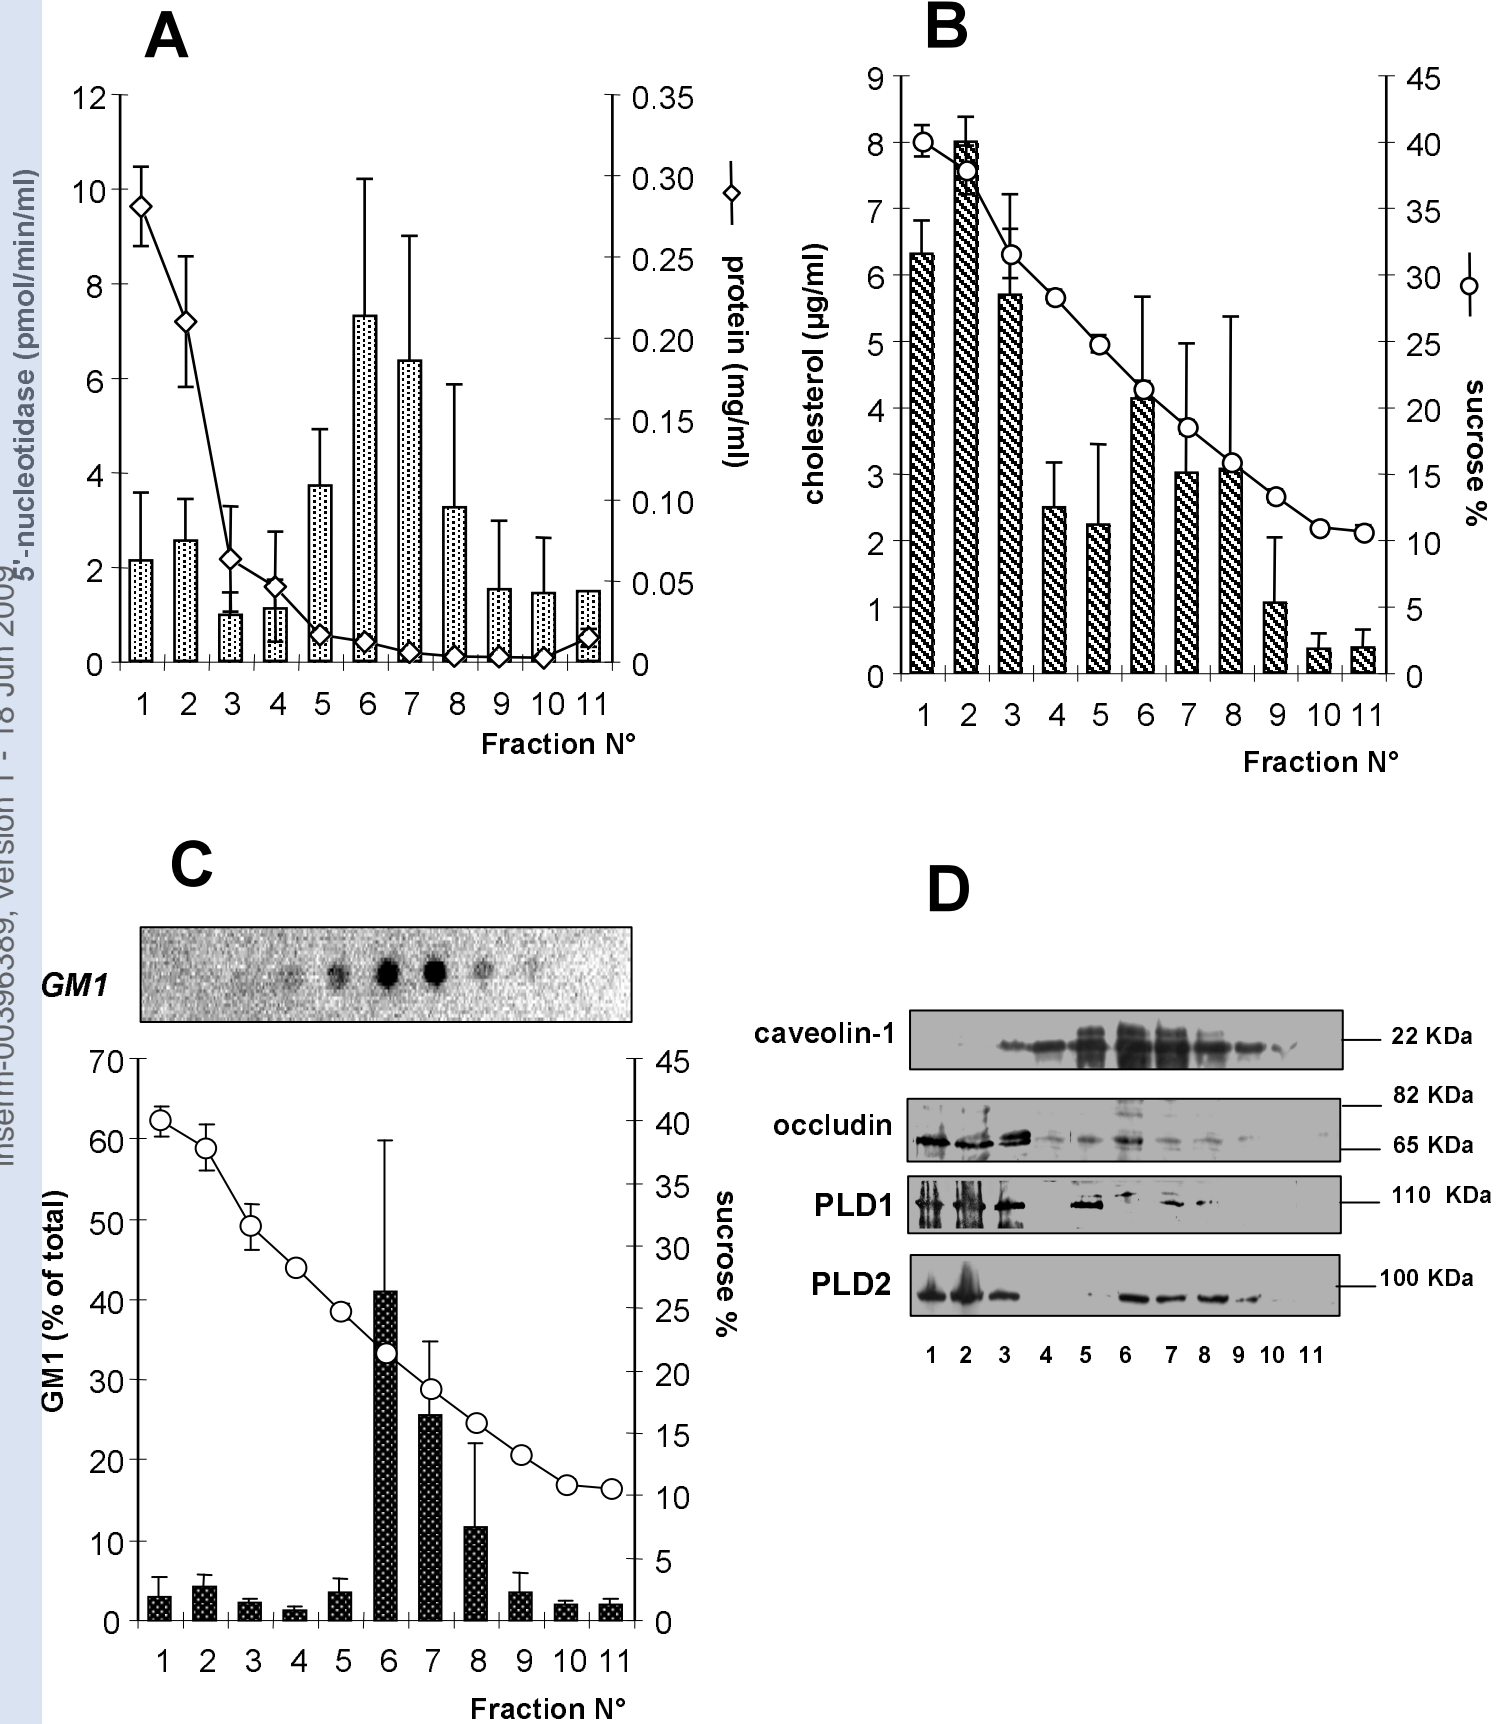 A
12
10
8
6
4
2
0
5'-nucleotidase (pmol/min/ml)
0.35
0.30
0.25
0.20
0.15
0.10
0.05
0
protein (mg/ml)
1 2 3 4 5 6 7 8 9 10 11
Fraction N°
B
9
8
7
6
5
4
3
2
1
0
cholesterol (µg/ml)
45
40
35
30
25
20
15
10
5
0
sucrose %
1 2 3 4 5 6 7 8 9 10 11
Fraction N°
inserm-00396389, version 1 - 18 Jun 2009
C
GM1
70
60
50
40
30
20
10
0
GM1 (% of total)
45
40
35
30
25
20
15
10
5
0
sucrose %
1 2 3 4 5 6 7 8 9 10 11
Fraction N°
D
caveolin-1 22 KDa
82 KDa
occludin
65 KDa
PLD1 110 KDa
PLD2 100 KDa
1 2 3 4 5 6 7 8 9 10 11